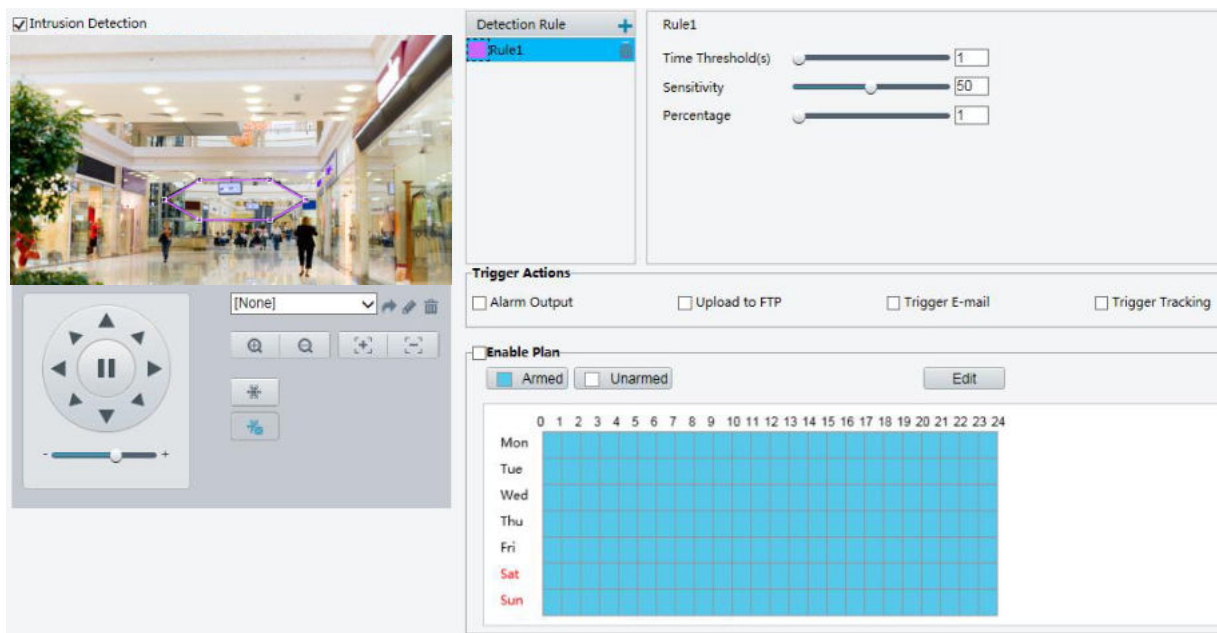 Intrusion Detection
[None]
- +
Detection Rule +
Rule1
Rule1
Time Threshold(s) 1
Sensitivity 50
Percentage 1
Trigger Actions
Alarm Output Upload to FTP Trigger E-mail Trigger Tracking
Enable Plan
Armed Unarmed Edit
0 1 2 3 4 5 6 7 8 9 10 11 12 13 14 15 16 17 18 19 20 21 22 23 24
Mon
Tue
Wed
Thu
Fri
Sat
Sun